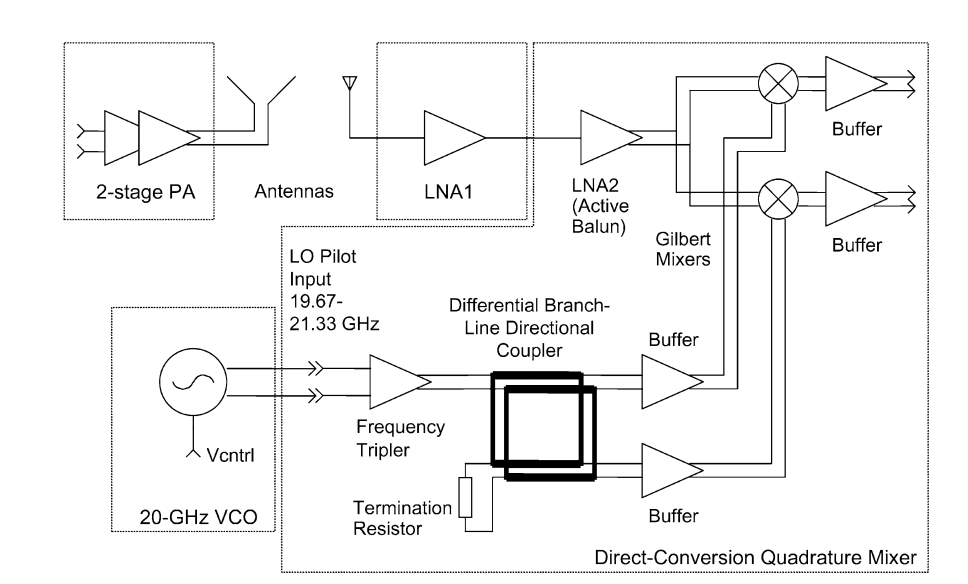 2-stage PA
Antennas
LNA1
LNA2
(Active
Balun)
Buffer
Buffer
Gilbert
Mixers
LO Pilot
Input
19.67-
21.33 GHz
Differential Branch-
Line Directional
Coupler
Buffer
Frequency
Tripler
Vcntrl
20-GHz VCO
Termination
Resistor
Buffer
Direct-Conversion Quadrature Mixer